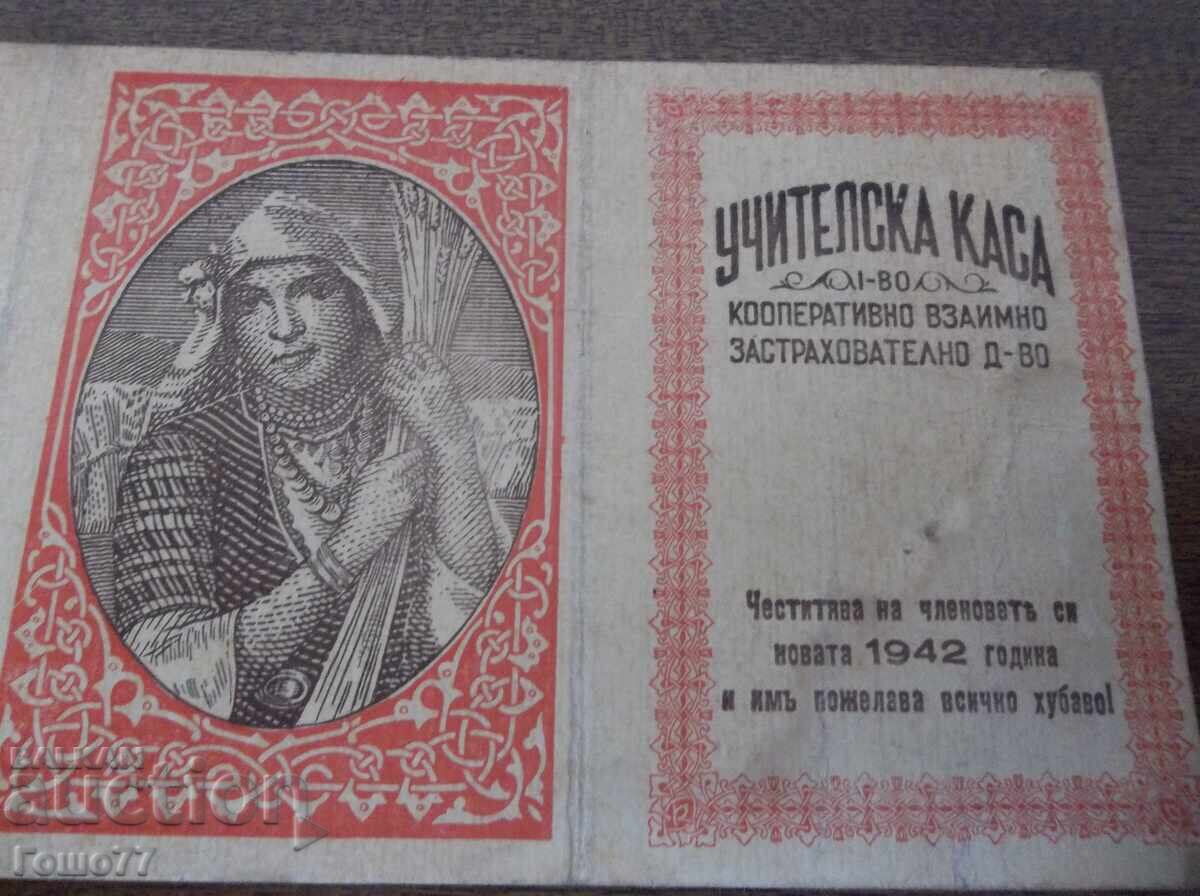 УЧИТЕЛСКА КАСА
I-ВО
КООПЕРАТИВНО ВЗАИМНО
ЗАСТРАХОВАТЕЛНО Д-ВО
Честитява на членоветѣ си
новата 1942 година
и имъ пожелава всичко хубаво!
БALKAN
auction
Гошо77